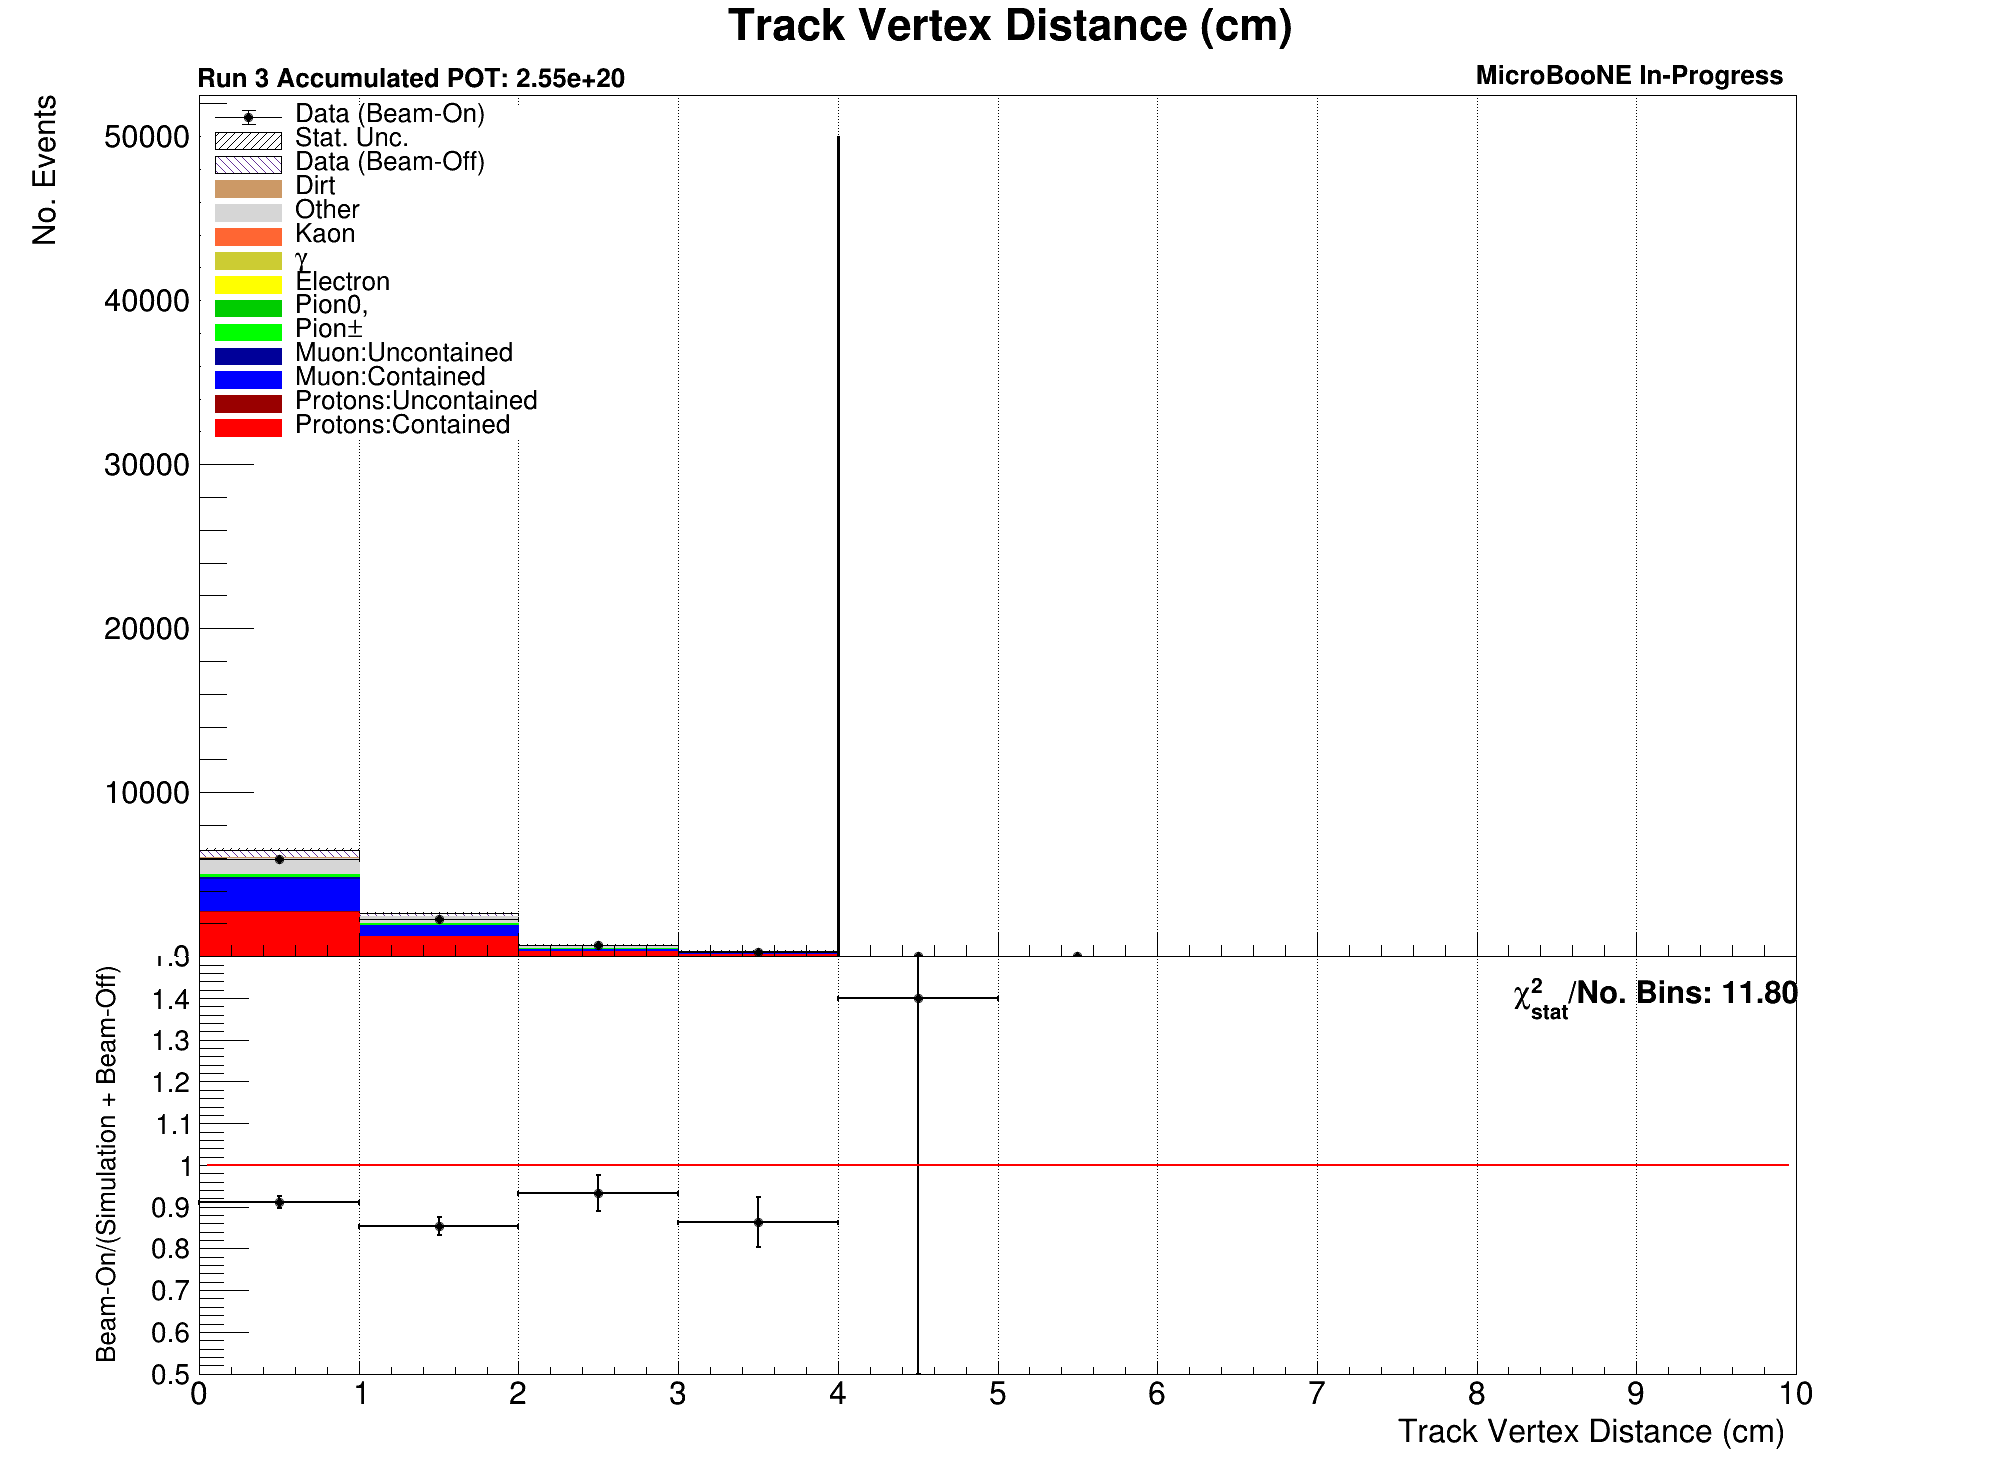 Track Vertex Distance (cm)
Run 3 Accumulated POT: 2.55e+20
MicroBooNE In-Progress
No. Events
50000
40000
30000
20000
10000
0
Data (Beam-On)
Stat. Unc.
Data (Beam-Off)
Dirt
Other
Kaon
γ
Electron
Pion0,
Pion±
Muon:Uncontained
Muon:Contained
Protons:Uncontained
Protons:Contained
Beam-On/(Simulation + Beam-Off)
1.5
1.4
1.3
1.2
1.1
1
0.9
0.8
0.7
0.6
0.5
χ²stat/No. Bins: 11.80
0 1 2 3 4 5 6 7 8 9 10
Track Vertex Distance (cm)